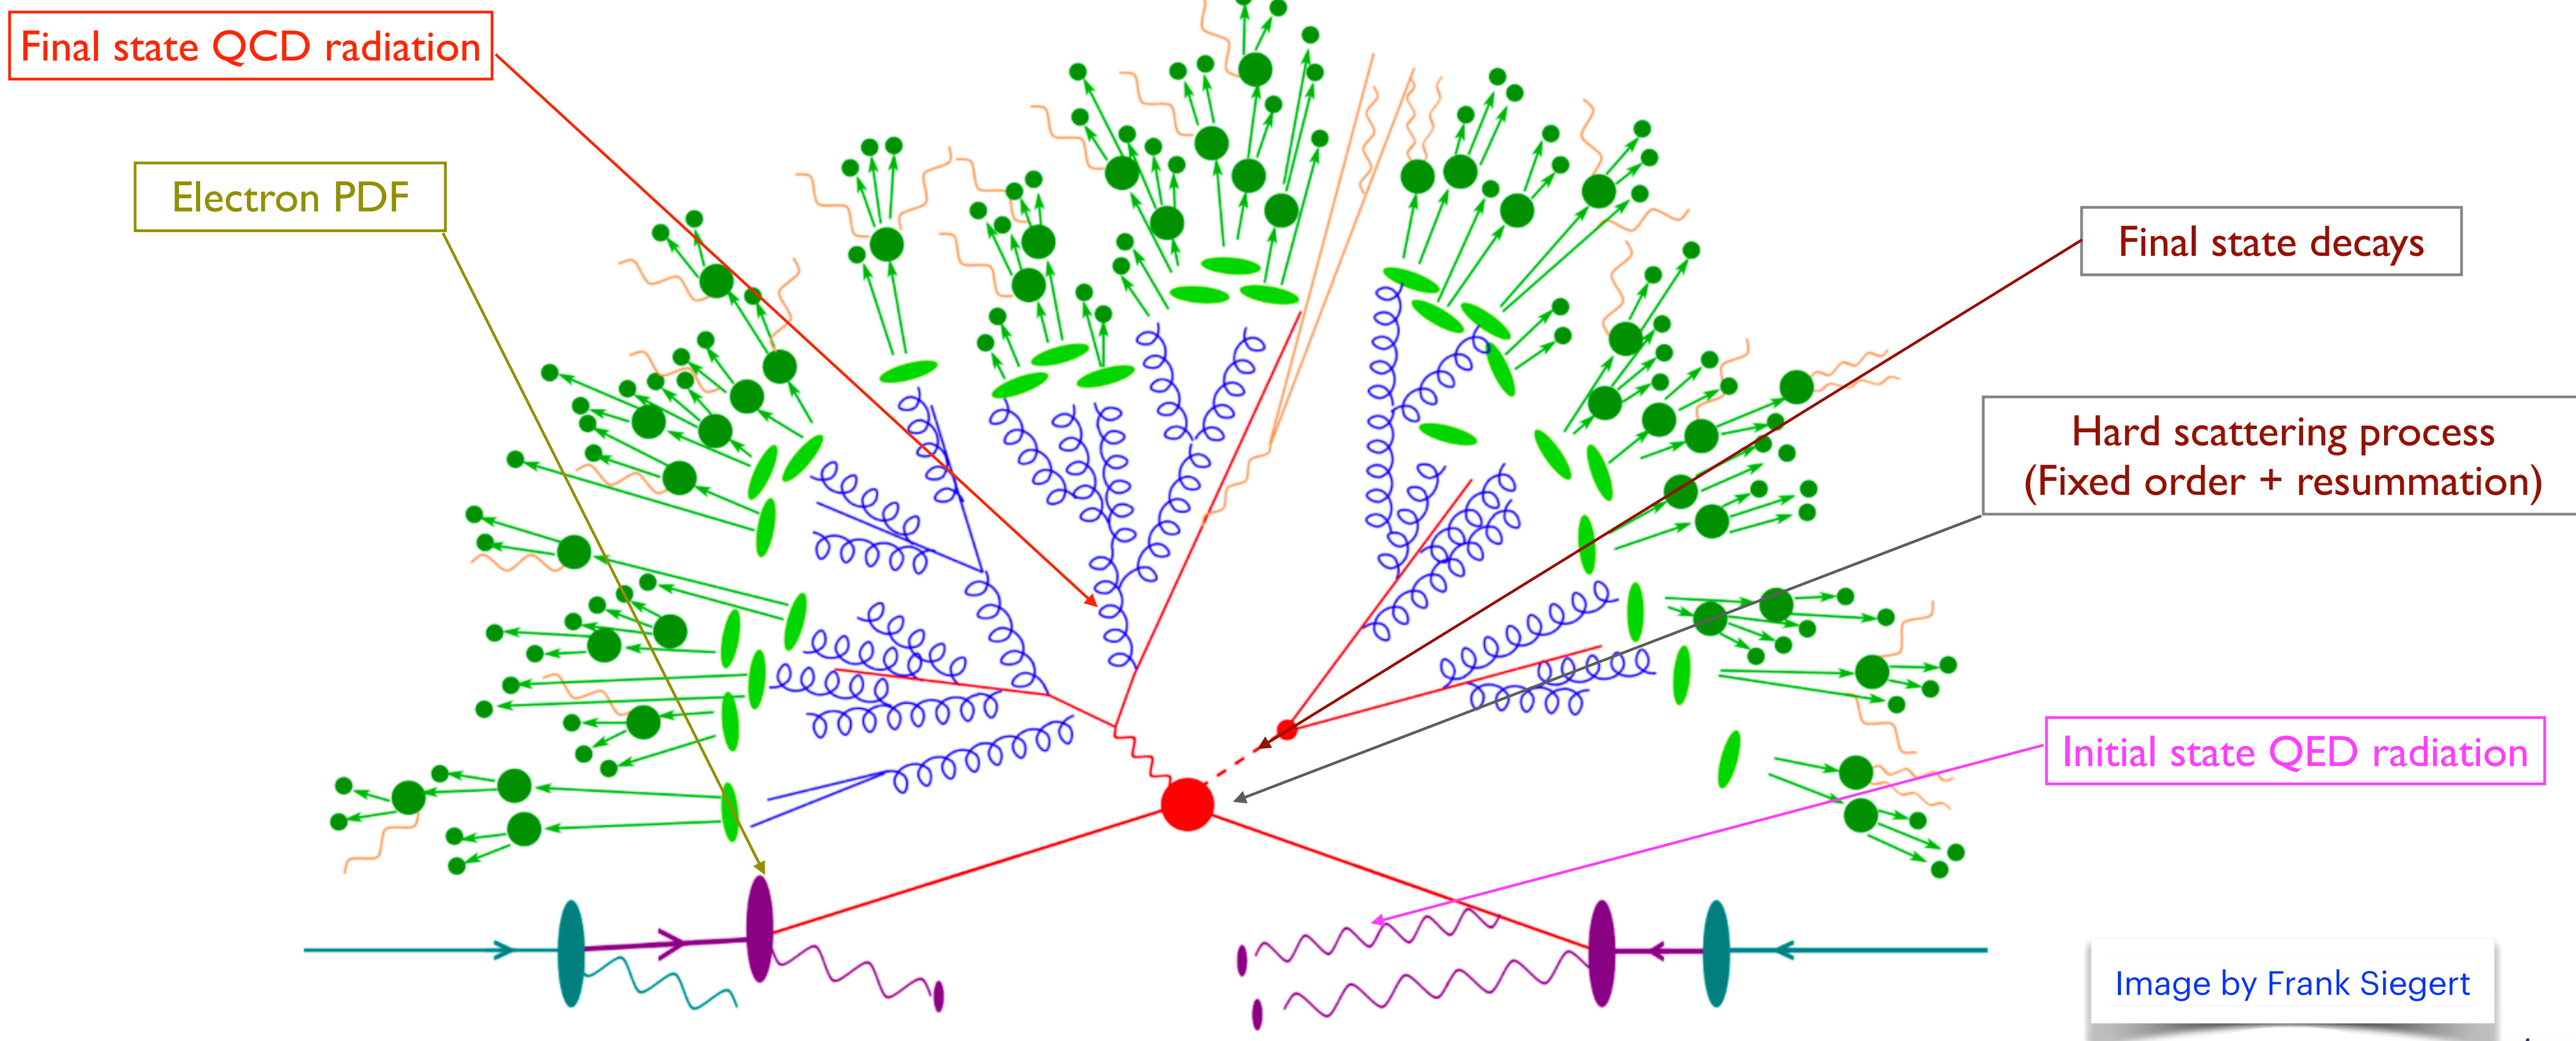 Final state QCD radiation
Electron PDF
Final state decays
Hard scattering process
(Fixed order + resummation)
Initial state QED radiation
Image by Frank Siegert